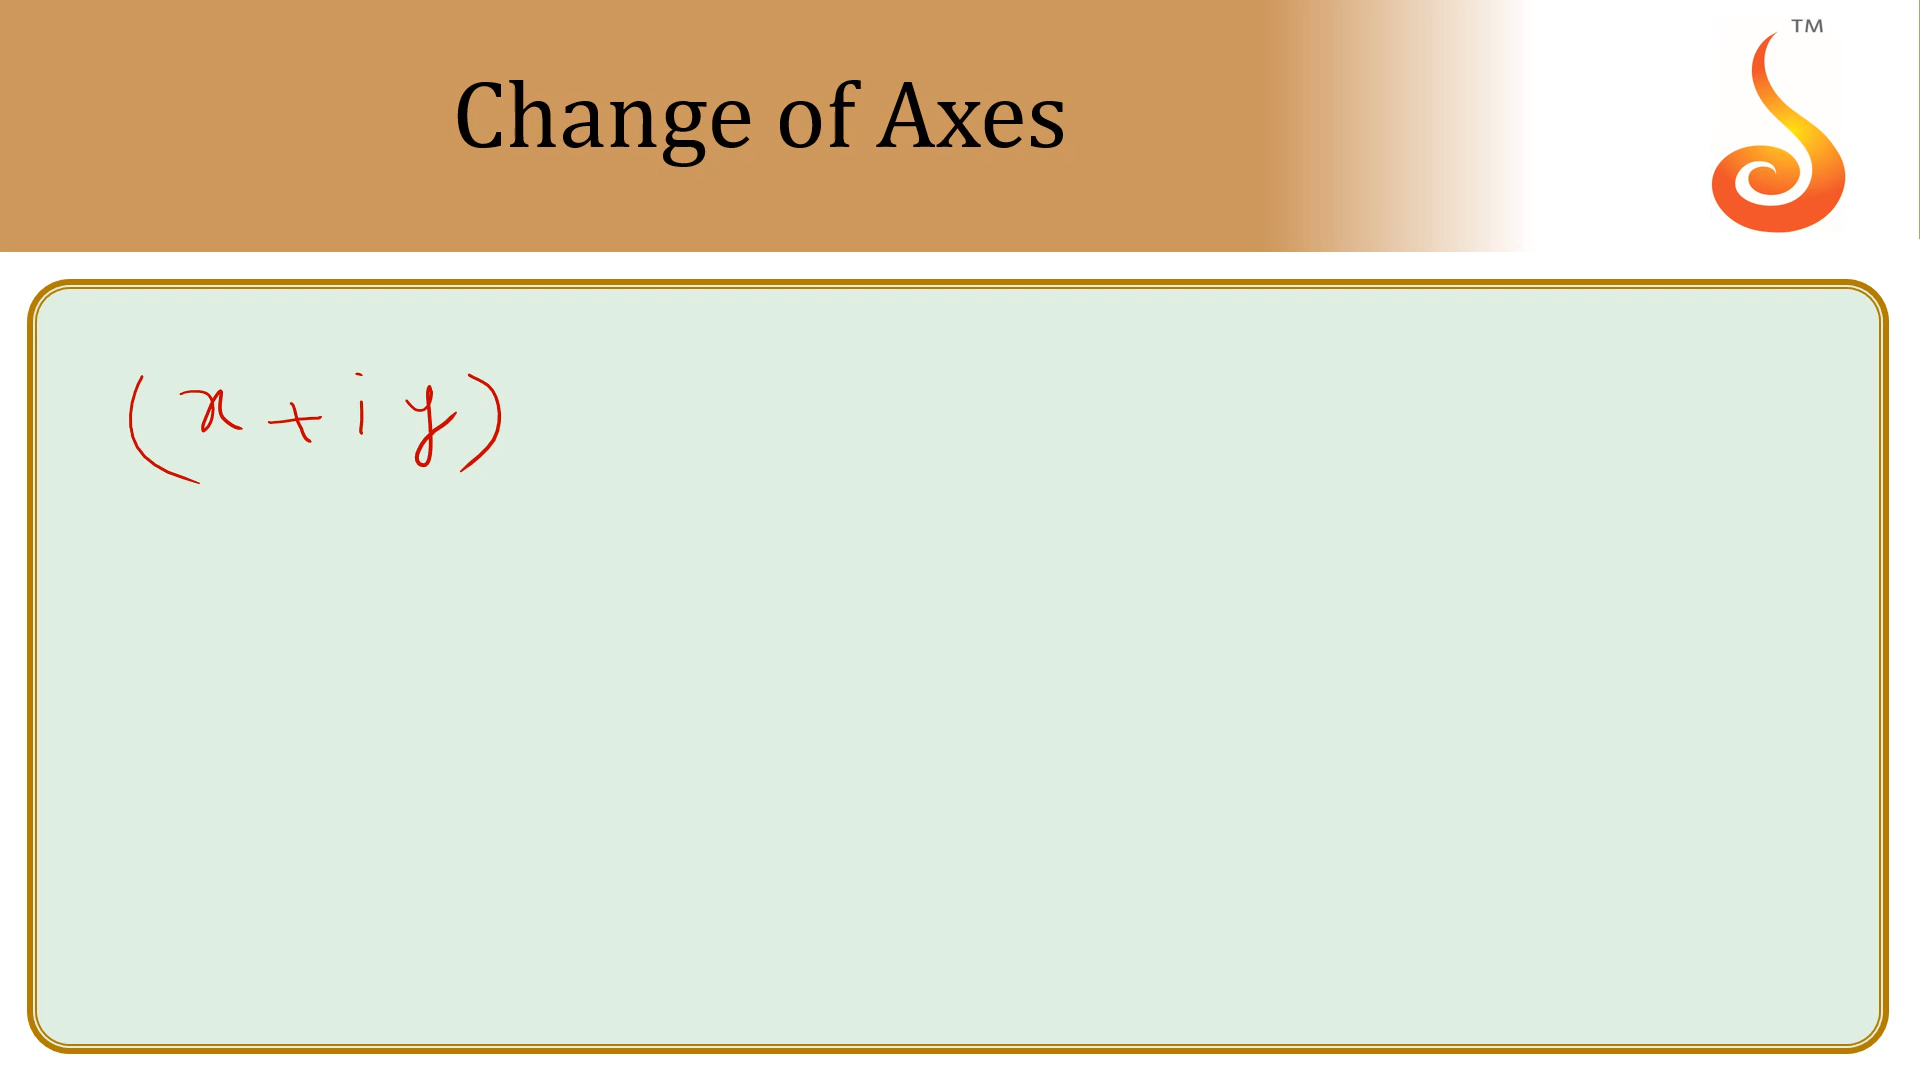 TM
Change of Axes
(x + i y)